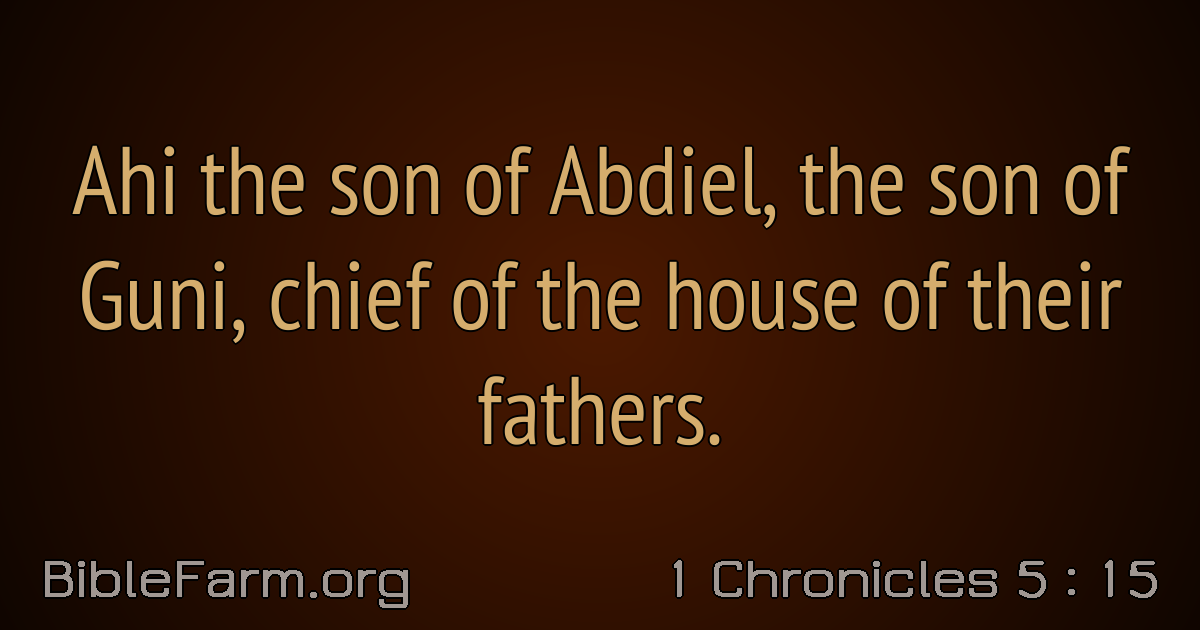 Ahi the son of Abdiel, the son of
Guni, chief of the house of their
fathers.
BibleFarm.org
1 Chronicles 5 : 15